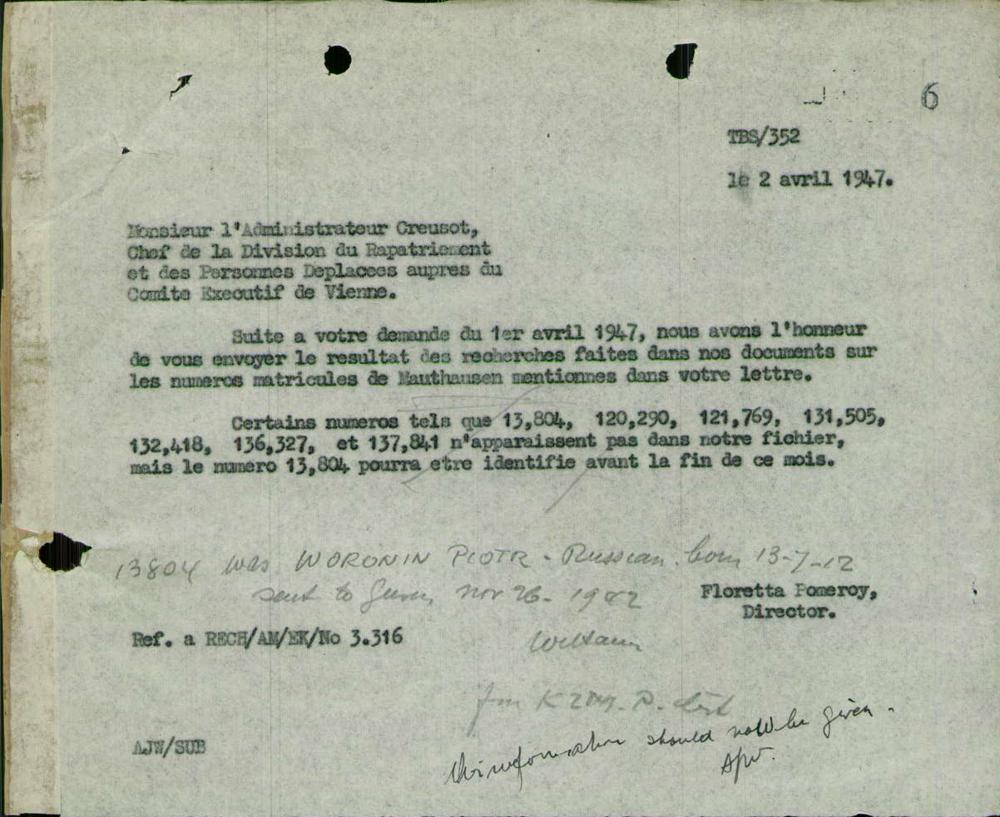 6
TBS/352
le 2 avril 1947.
Monsieur l'Administrateur Creusot,
Chef de la Division du Rapatriement
et des Personnes Deplacees aupres du
Comite Executif de Vienne.
Suite a votre demande du 1er avril 1947, nous avons l'honneur
de vous envoyer le resultat des recherches faites dans nos documents sur
les numeros matricules de Mauthausen mentionnes dans votre lettre.
Certains numeros tels que 13,804, 120,290, 121,769, 131,505,
132,418, 136,327, et 137,841 n'apparaissent pas dans notre fichier,
mais le numero 13,804 pourra etre identifie avant la fin de ce mois.
13804 was WORONIN PIOTR - Russian. born 13-7-12
sent to Gusen Nov 26- 1942
Floretta Pomeroy,
Director.
Ref. a RECH/AM/EK/No 3.316
list
AJW/SUB
information should be given.